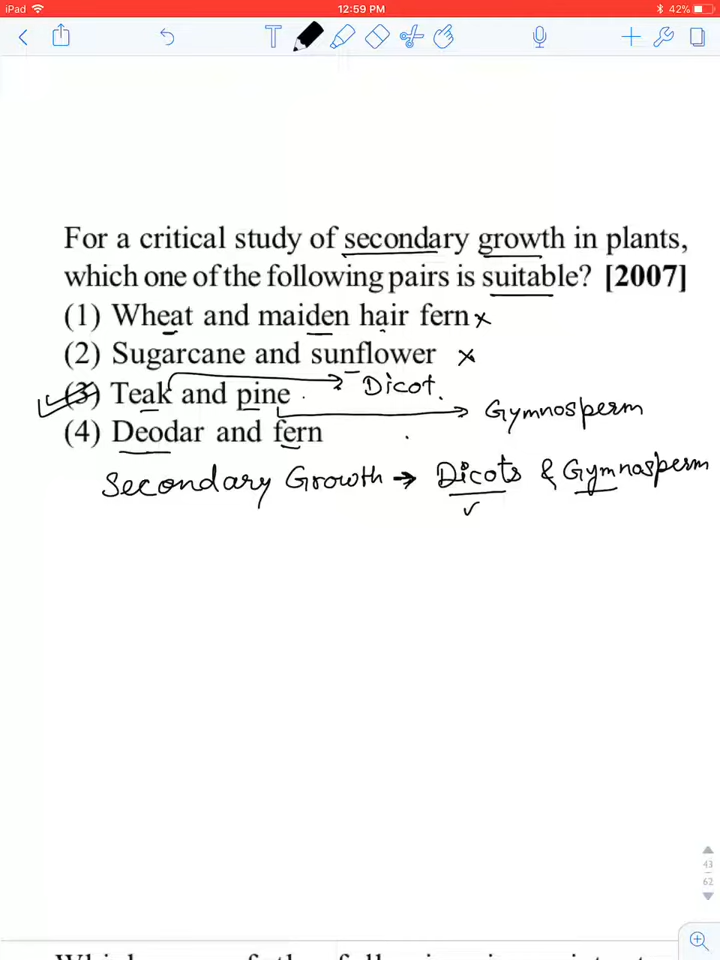 iPad 12:59 PM 42%
T
For a critical study of secondary growth in plants,
which one of the following pairs is suitable? [2007]
(1) Wheat and maiden hair fern x
(2) Sugarcane and sunflower x
(3) Teak and pine Dicot.
Gymnosperm
(4) Deodar and fern
Secondary Growth → Dicots & Gymnasperm
43
62